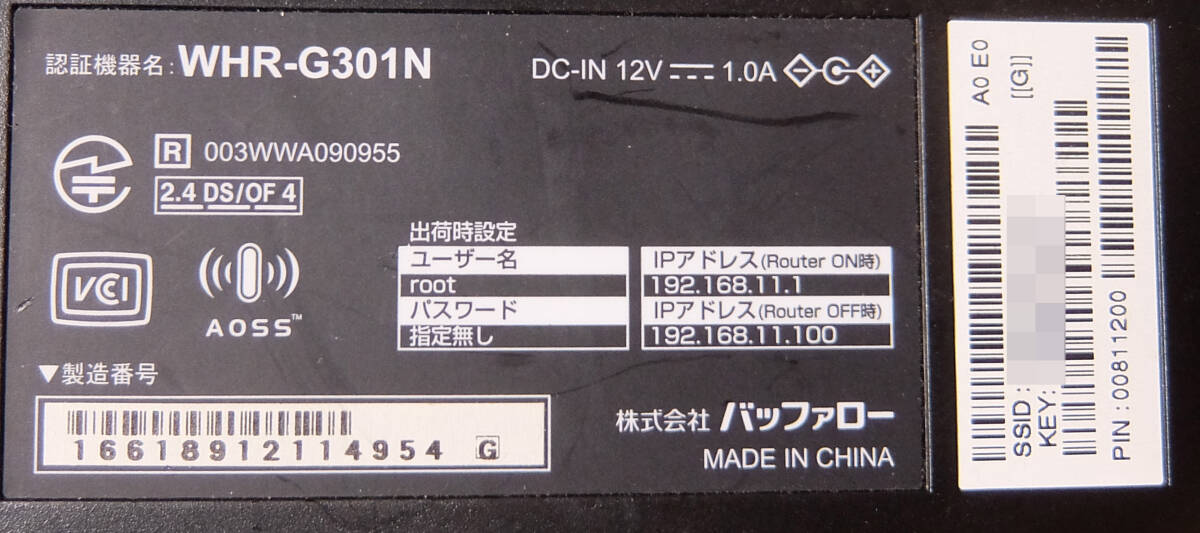 認証機器名: WHR-G301N
DC-IN 12V 1.0A
R 003WWA090955
2.4 DS/OF 4
VCCI
AOSS™
出荷時設定
ユーザー名
root
パスワード
指定無し
IPアドレス(Router ON時)
192.168.11.1
IPアドレス(Router OFF時)
192.168.11.100
▼製造番号
16618912114954 G
株式会社 バッファロー
MADE IN CHINA
A0 E0
[[G]]
SSID:
KEY:
PIN:00811200